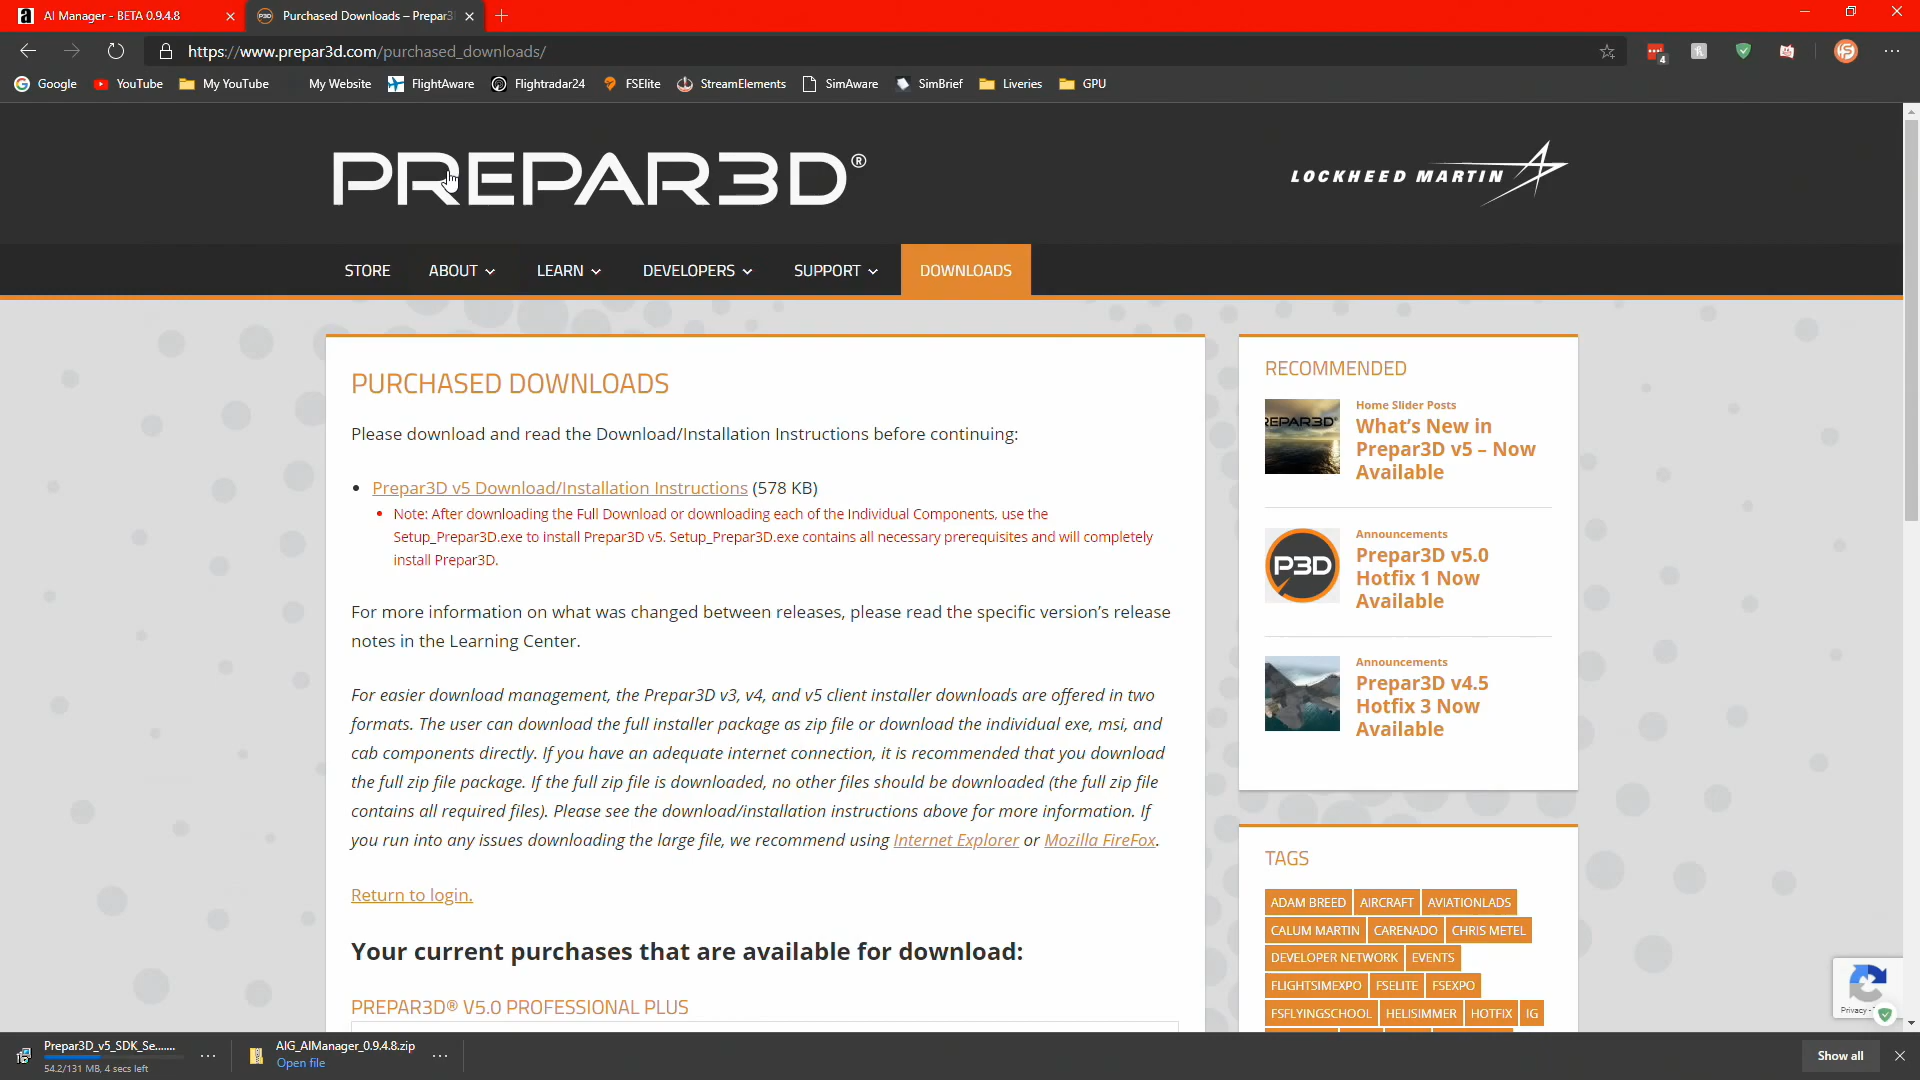 AI Manager - BETA 0.9.4.8
Purchased Downloads – Prepar3
https://www.prepar3d.com/purchased_downloads/
4
Google
YouTube
My YouTube
My Website
FlightAware
Flightradar24
FSElite
StreamElements
SimAware
SimBrief
Liveries
GPU
PREPAR3D®
LOCKHEED MARTIN
STORE
ABOUT
LEARN
DEVELOPERS
SUPPORT
DOWNLOADS
PURCHASED DOWNLOADS
Please download and read the Download/Installation Instructions before continuing:
Prepar3D v5 Download/Installation Instructions (578 KB)
Note: After downloading the Full Download or downloading each of the Individual Components, use the
Setup_Prepar3D.exe to install Prepar3D v5. Setup_Prepar3D.exe contains all necessary prerequisites and will completely
install Prepar3D.
For more information on what was changed between releases, please read the specific version's release
notes in the Learning Center.
For easier download management, the Prepar3D v3, v4, and v5 client installer downloads are offered in two
formats. The user can download the full installer package as zip file or download the individual exe, msi, and
cab components directly. If you have an adequate internet connection, it is recommended that you download
the full zip file package. If the full zip file is downloaded, no other files should be downloaded (the full zip file
contains all required files). Please see the download/installation instructions above for more information. If
you run into any issues downloading the large file, we recommend using Internet Explorer or Mozilla FireFox.
Return to login.
Your current purchases that are available for download:
PREPAR3D® V5.0 PROFESSIONAL PLUS
RECOMMENDED
Home Slider Posts
What's New in
Prepar3D v5 – Now
Available
Announcements
Prepar3D v5.0
Hotfix 1 Now
Available
P3D
Announcements
Prepar3D v4.5
Hotfix 3 Now
Available
TAGS
ADAM BREED
AIRCRAFT
AVIATIONLADS
CALUM MARTIN
CARENADO
CHRIS METEL
DEVELOPER NETWORK
EVENTS
FLIGHTSIMEXPO
FSELITE
FSEXPO
FSFLYINGSCHOOL
HELISIMMER
HOTFIX
IG
Privacy -
Prepar3D_v5_SDK_Se.......
54.2/131 MB, 4 secs left
AIG_AIManager_0.9.4.8.zip
Open file
Show all